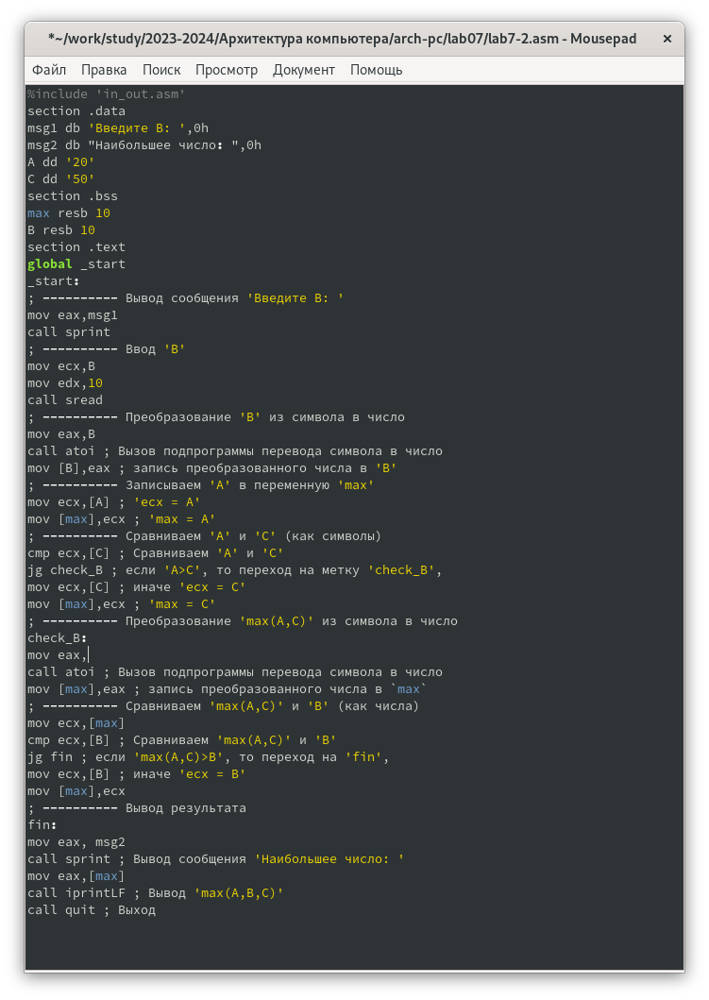 *~/work/study/2023-2024/Архитектура компьютера/arch-pc/lab07/lab7-2.asm - Mousepad
Файл Правка Поиск Просмотр Документ Помощь
%include 'in_out.asm'
section .data
msg1 db 'Введите B: ',0h
msg2 db "Наибольшее число: ",0h
A dd '20'
C dd '50'
section .bss
max resb 10
B resb 10
section .text
global _start
_start:
; ---------- Вывод сообщения 'Введите B: '
mov eax,msg1
call sprint
; ---------- Ввод 'B'
mov ecx,B
mov edx,10
call sread
; ---------- Преобразование 'B' из символа в число
mov eax,B
call atoi ; Вызов подпрограммы перевода символа в число
mov [B],eax ; запись преобразованного числа в 'B'
; ---------- Записываем 'A' в переменную 'max'
mov ecx,[A] ; 'ecx = A'
mov [max],ecx ; 'max = A'
; ---------- Сравниваем 'A' и 'С' (как символы)
cmp ecx,[C] ; Сравниваем 'A' и 'С'
jg check_B ; если 'A>C', то переход на метку 'check_B',
mov ecx,[C] ; иначе 'ecx = C'
mov [max],ecx ; 'max = C'
; ---------- Преобразование 'max(A,C)' из символа в число
check_B:
mov eax,
call atoi ; Вызов подпрограммы перевода символа в число
mov [max],eax ; запись преобразованного числа в `max`
; ---------- Сравниваем 'max(A,C)' и 'B' (как числа)
mov ecx,[max]
cmp ecx,[B] ; Сравниваем 'max(A,C)' и 'B'
jg fin ; если 'max(A,C)>B', то переход на 'fin',
mov ecx,[B] ; иначе 'ecx = B'
mov [max],ecx
; ---------- Вывод результата
fin:
mov eax, msg2
call sprint ; Вывод сообщения 'Наибольшее число: '
mov eax,[max]
call iprintLF ; Вывод 'max(A,B,C)'
call quit ; Выход